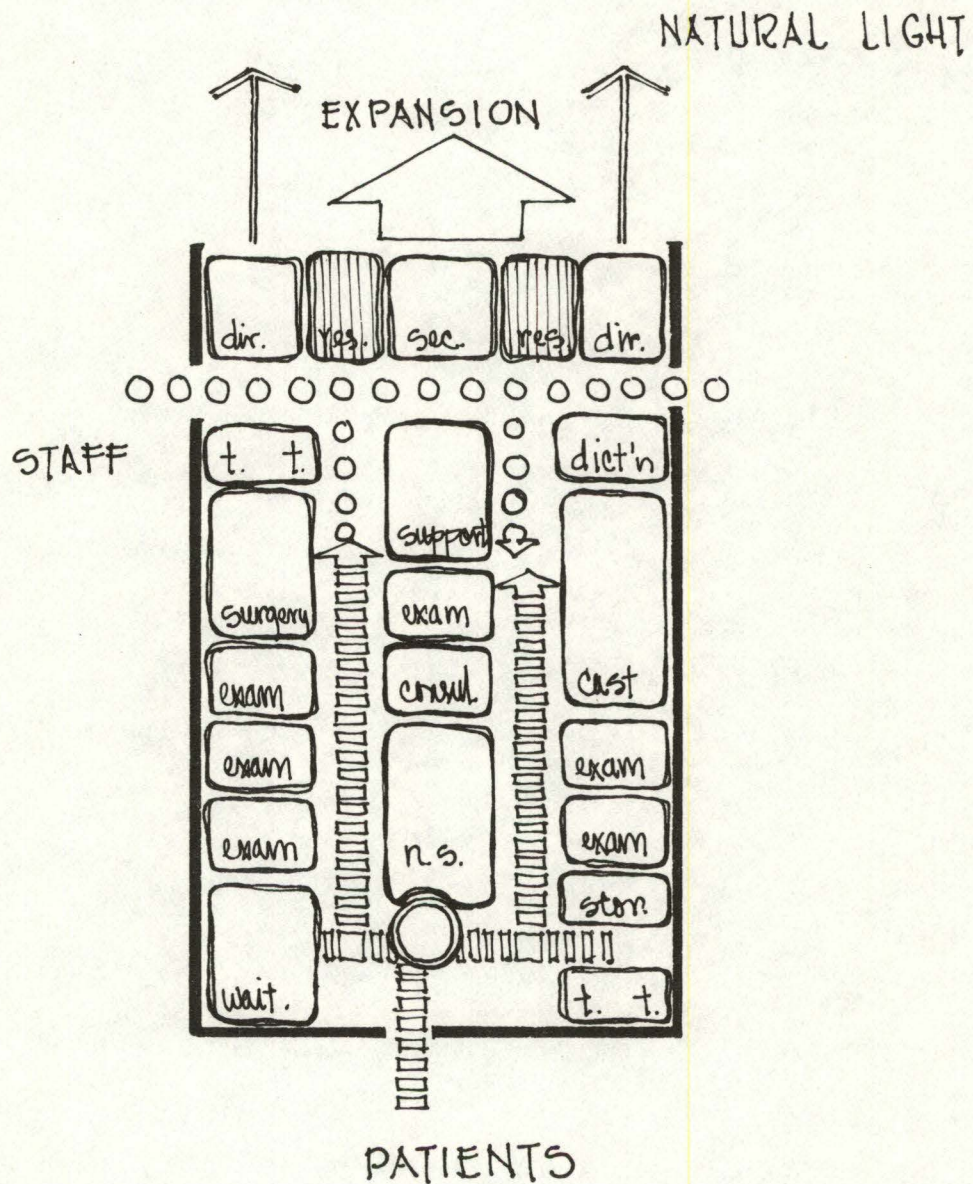 NATURAL LIGHT
EXPANSION
dir. res. sec. res. dir.
STAFF
t. t.
support
dict'n
surgery
exam
cast
exam
consul.
exam
exam
exam
exam
n.s.
stor.
wait.
t. t.
PATIENTS